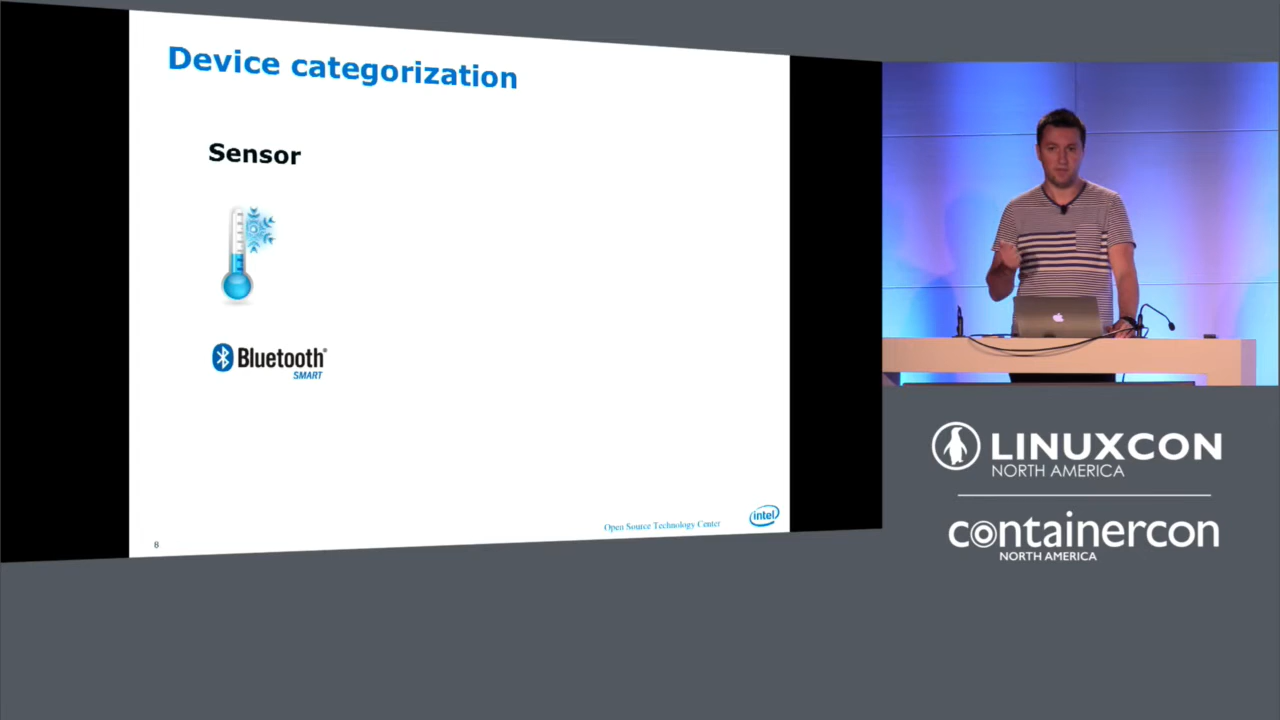 Device categorization
Sensor
Bluetooth®
SMART
Open Source Technology Center
intel
8
LINUXCON
NORTH AMERICA
containercon
NORTH AMERICA